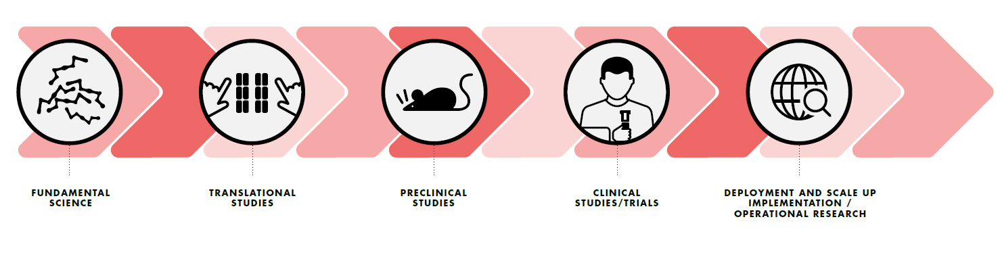 FUNDAMENTAL
SCIENCE
TRANSLATIONAL
STUDIES
PRECLINICAL
STUDIES
CLINICAL
STUDIES/TRIALS
DEPLOYMENT AND SCALE UP
IMPLEMENTATION /
OPERATIONAL RESEARCH